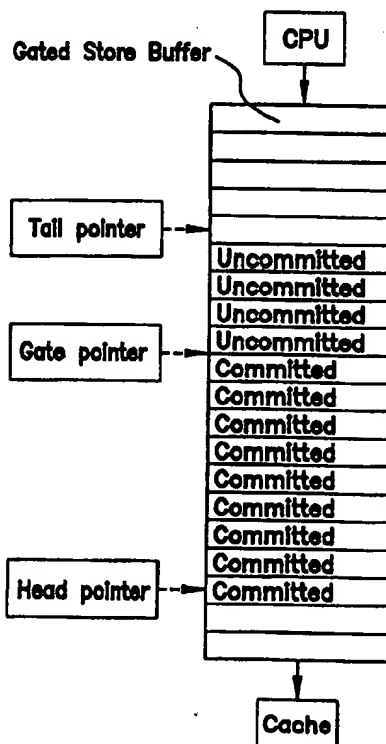 CPU
Gated Store Buffer
Tail pointer
Uncommitted
Uncommitted
Uncommitted
Uncommitted
Gate pointer
Committed
Committed
Committed
Committed
Committed
Committed
Committed
Committed
Committed
Head pointer
Cache